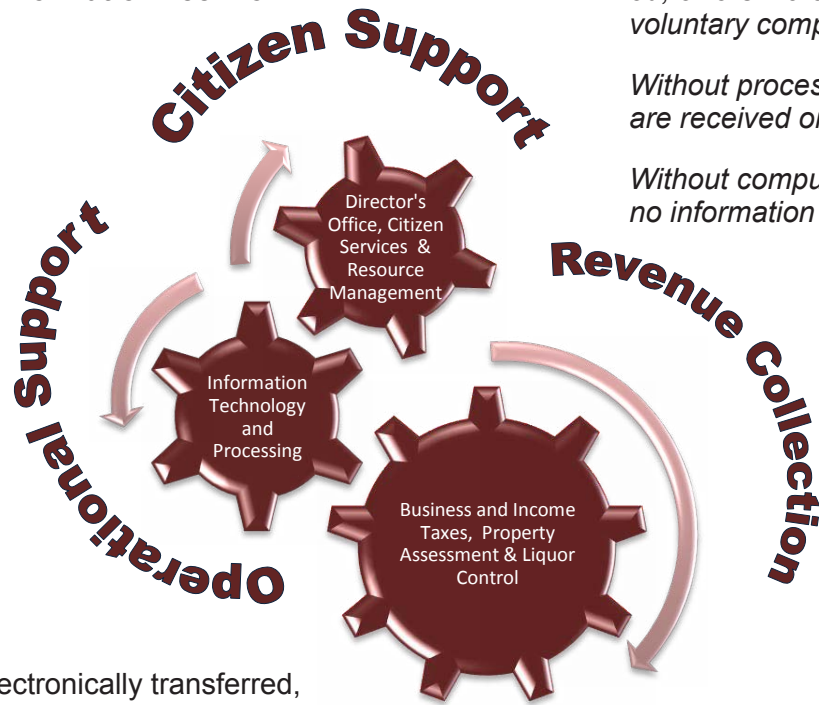 voluntary comp
Without proces
are received o
Without compu
no information
Citizen Support
Director's
Office, Citizen
Services &
Resource
Management
Operational Support
Information
Technology
and
Processing
Revenue Collection
Business and Income
Taxes, Property
Assessment & Liquor
Control
ectronically transferred,